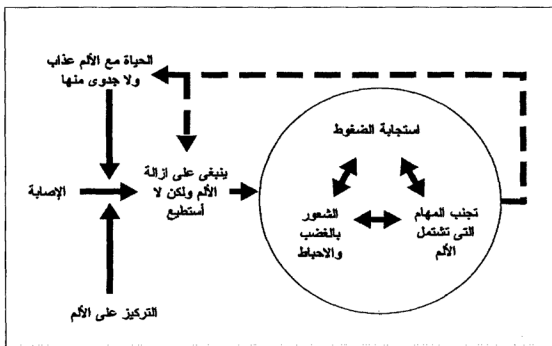 الحياة مع الألم عذاب
ولا جدوى منها
استجابة الضغوط
ينبغى على ازالة
الألم ولكن لا
أستطيع
الإصابة
تجنب المهام
التى تشتمل
الألم
الشعور
بالغضب
والاحباط
التركيز على الألم